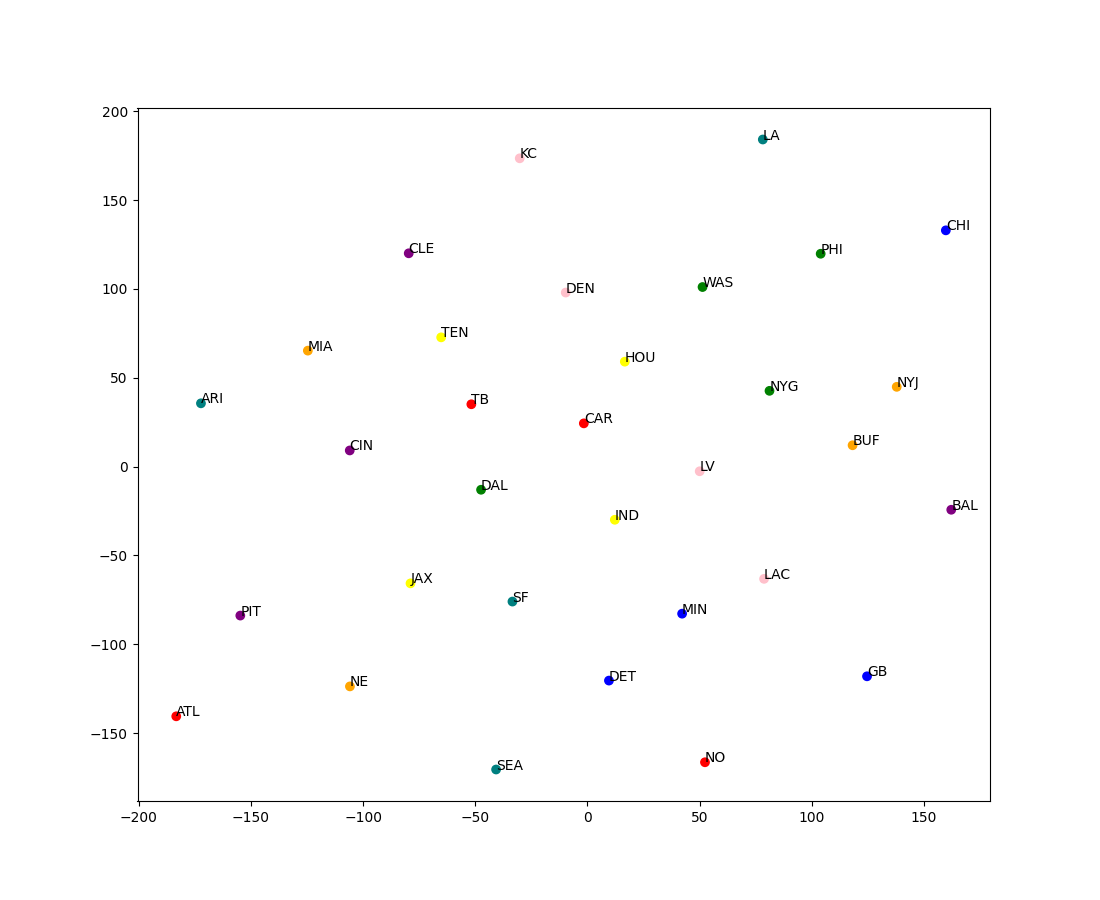 200
150
100
50
0
−50
−100
−150
−200
−150
−100
−50
0
50
100
150
LA
KC
CHI
CLE
PHI
DEN
WAS
TEN
MIA
HOU
NYG
NYJ
ARI
TB
CAR
CIN
BUF
LV
DAL
IND
BAL
JAX
LAC
SF
PIT
MIN
NE
DET
GB
ATL
SEA
NO